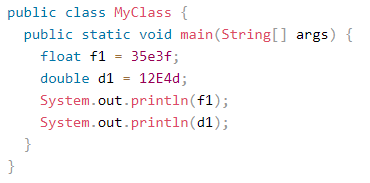 public class MyClass {
  public static void main(String[] args) {
    float f1 = 35e3f;
    double d1 = 12E4d;
    System.out.println(f1);
    System.out.println(d1);
  }
}